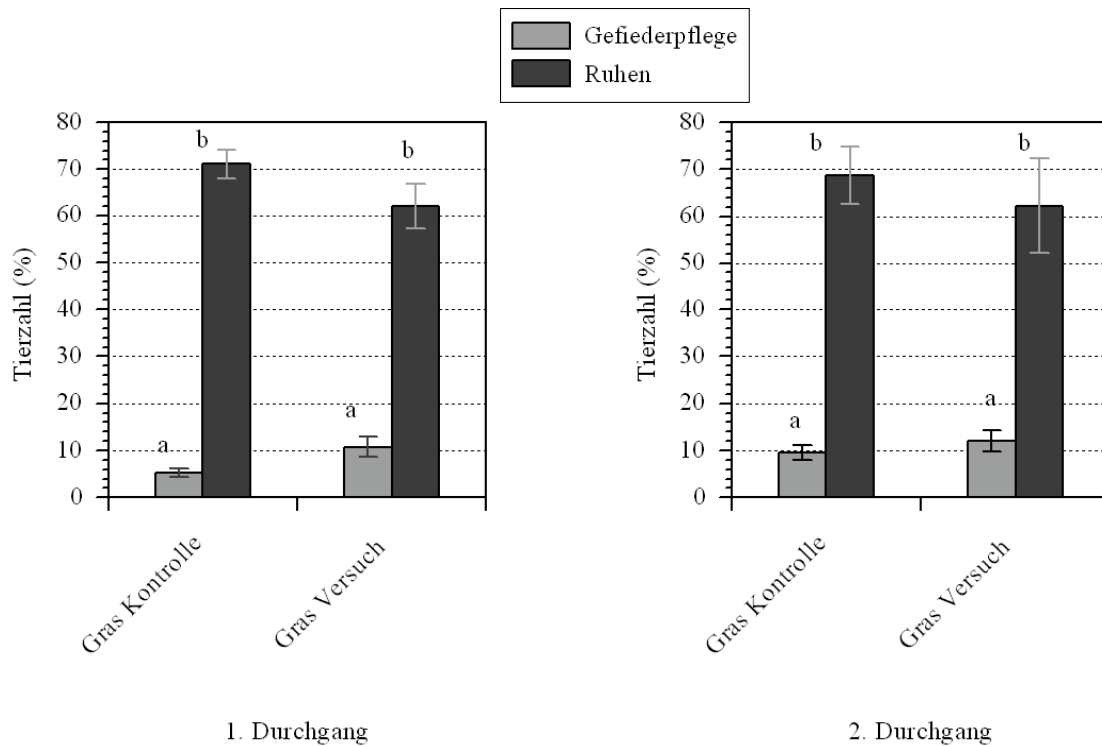 Gefiederpflege
Ruhen
Tierzahl (%)
80
70
60
50
40
30
20
10
0
b
b
a
a
Gras Kontrolle
Gras Versuch
1. Durchgang
Tierzahl (%)
80
70
60
50
40
30
20
10
0
b
b
a
a
Gras Kontrolle
Gras Versuch
2. Durchgang